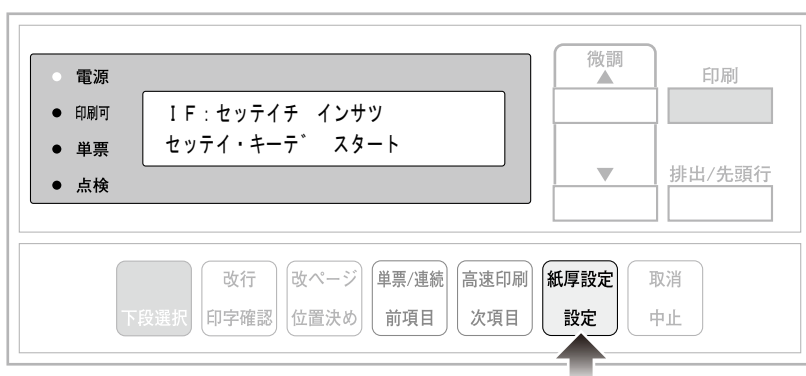 電源
印刷可
単票
点検
IF:セッテイチ インサツ
セッテイ・キーデ゛ スタート
微調
▲
▼
印刷
排出/先頭行
下段選択
改行
印字確認
改ページ
位置決め
単票/連続
前項目
高速印刷
次項目
紙厚設定
設定
取消
中止